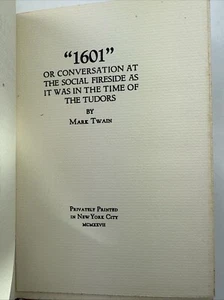 "1601"
OR CONVERSATION AT
THE SOCIAL FIRESIDE AS
IT WAS IN THE TIME OF
THE TUDORS
BY
MARK TWAIN
PRIVATELY PRINTED
IN NEW YORK CITY
MCMXXVII